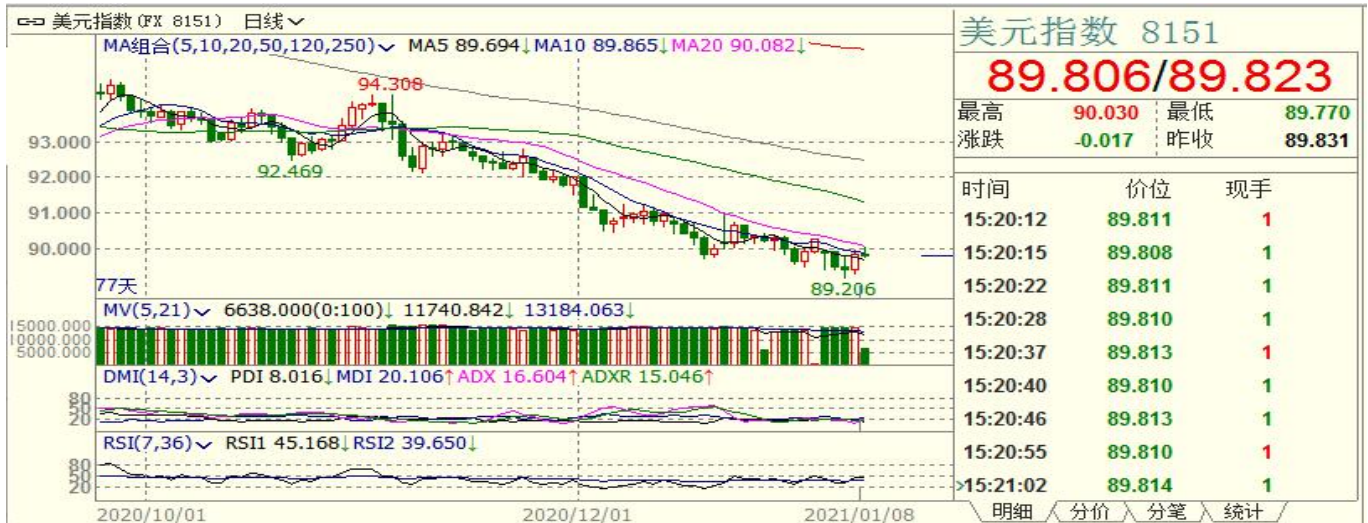 美元指数(FX 8151) 日线
MA组合(5,10,20,50,120,250) MA5 89.694↓MA10 89.865↓MA20 90.082↓
94.308
93.000
92.469
92.000
91.000
90.000
89.206
77天
MV(5,21) 6638.000(0:100)↓ 11740.842↓ 13184.063↓
15000.000
10000.000
5000.000
DMI(14,3) PDI 8.016↓MDI 20.106↑ADX 16.604↑ADXR 15.046↑
80
50
20
RSI(7,36) RSI1 45.168↓RSI2 39.650↓
80
50
20
2020/10/01 2020/12/01 2021/01/08
美元指数 8151
89.806/89.823
最高 90.030 最低 89.770
涨跌 -0.017 昨收 89.831
时间 价位 现手
15:20:12 89.811 1
15:20:15 89.808 1
15:20:22 89.811 1
15:20:28 89.810 1
15:20:37 89.813 1
15:20:40 89.810 1
15:20:46 89.813 1
15:20:55 89.810 1
>15:21:02 89.814 1
明细 分价 分笔 统计